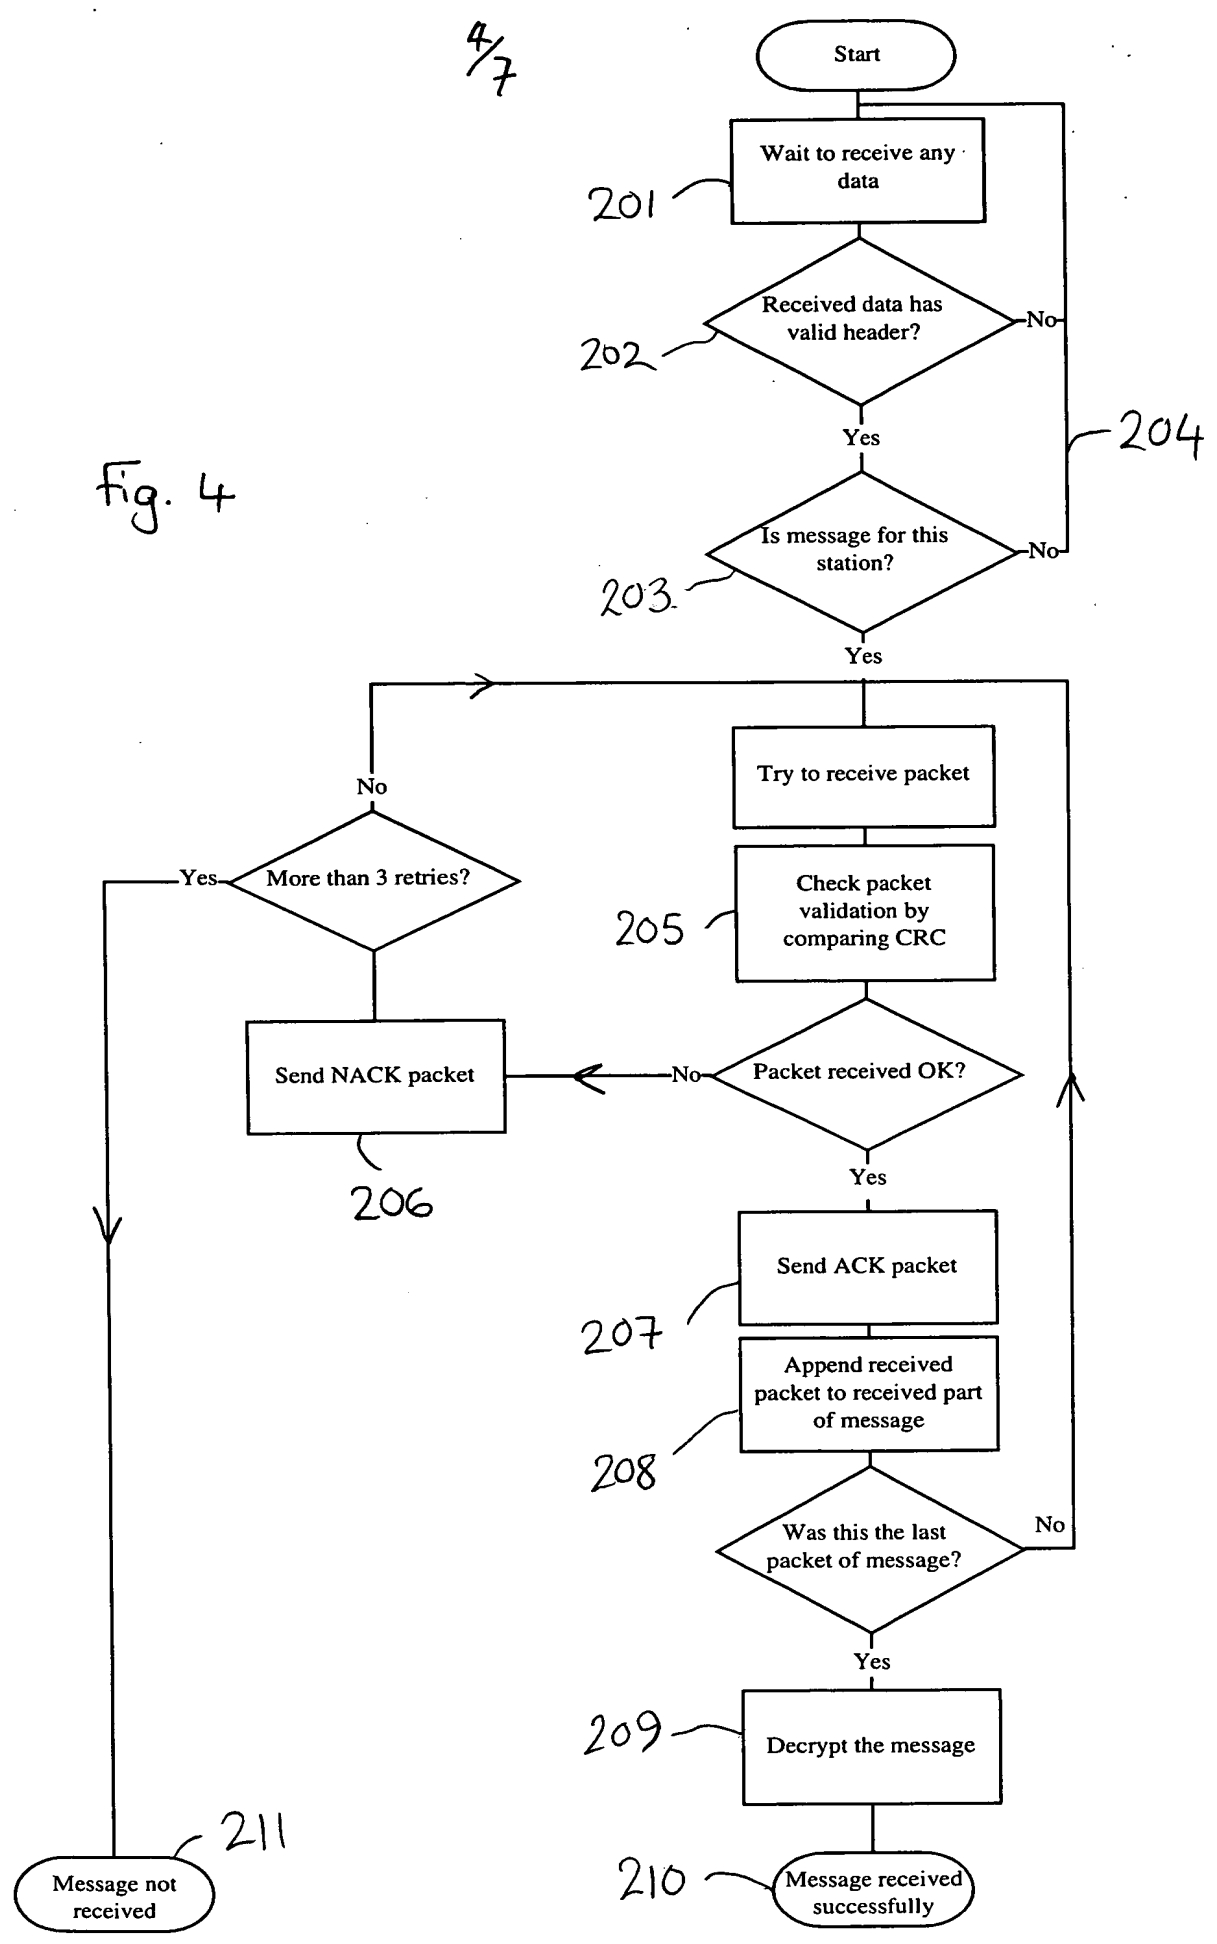 4/7
Start
Wait to receive any
data
201
Received data has
valid header?
No
202
204
Yes
Fig. 4
Is message for this
station?
No
203
Yes
Try to receive packet
No
More than 3 retries?
Yes
Check packet
validation by
comparing CRC
205
Send NACK packet
No
Packet received OK?
206
Yes
Send ACK packet
207
Append received
packet to received part
of message
208
Was this the last
packet of message?
No
Yes
209
Decrypt the message
211
Message not
received
210
Message received
successfully